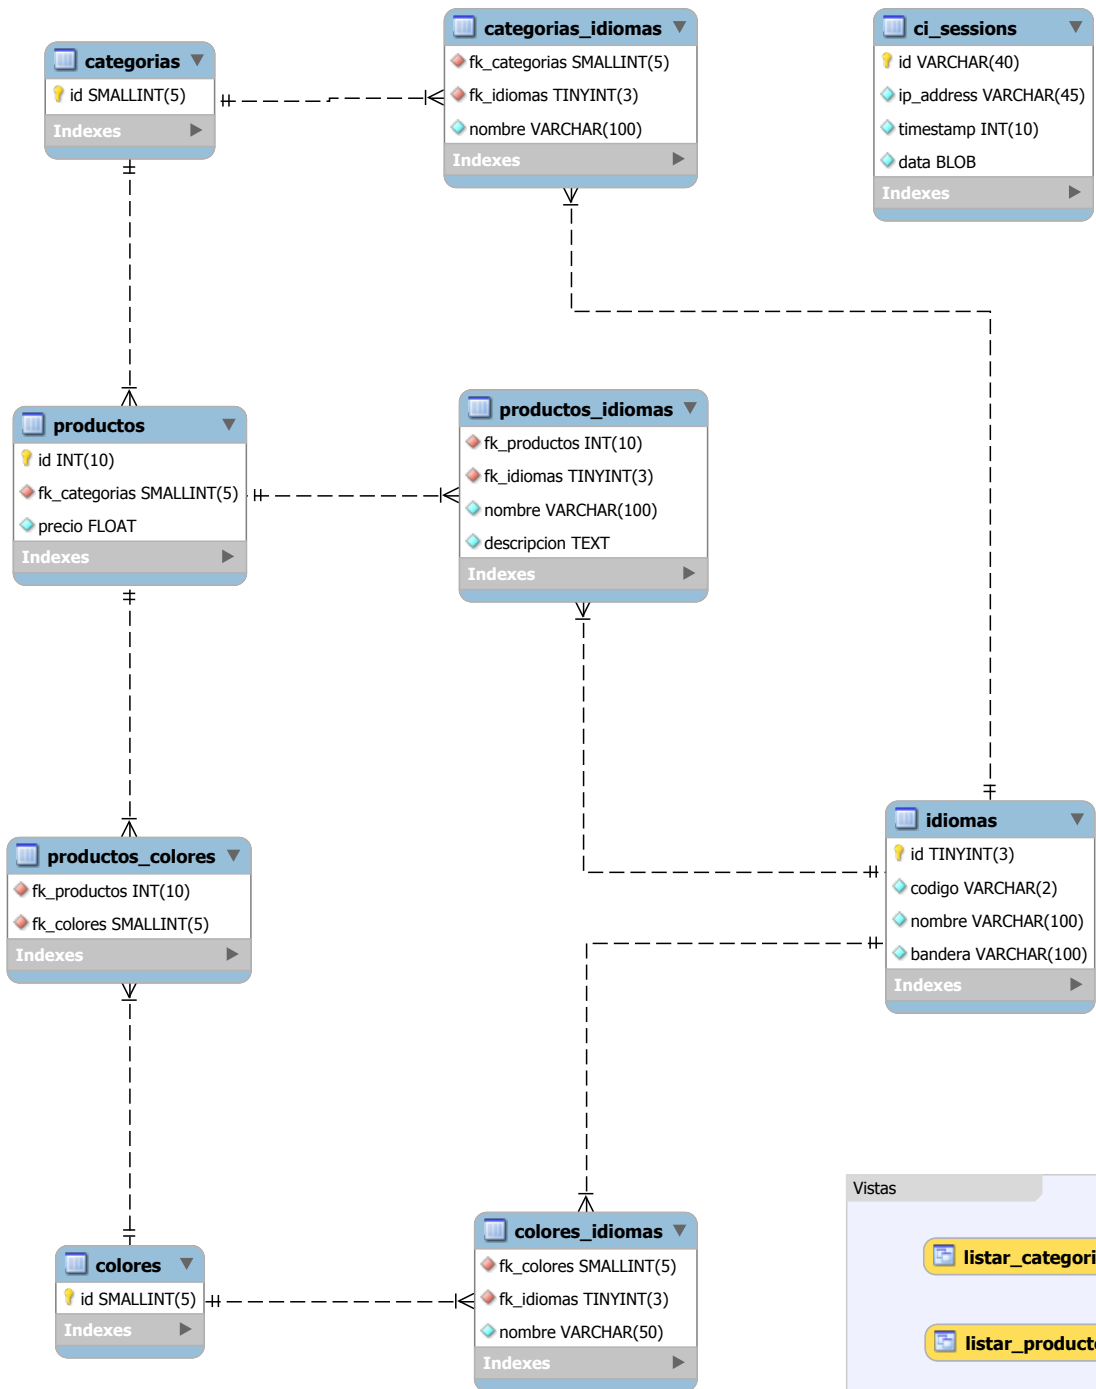 categorias
id SMALLINT(5)
Indexes
categorias_idiomas
fk_categorias SMALLINT(5)
fk_idiomas TINYINT(3)
nombre VARCHAR(100)
Indexes
ci_sessions
id VARCHAR(40)
ip_address VARCHAR(45)
timestamp INT(10)
data BLOB
Indexes
productos
id INT(10)
fk_categorias SMALLINT(5)
precio FLOAT
Indexes
productos_idiomas
fk_productos INT(10)
fk_idiomas TINYINT(3)
nombre VARCHAR(100)
descripcion TEXT
Indexes
productos_colores
fk_productos INT(10)
fk_colores SMALLINT(5)
Indexes
idiomas
id TINYINT(3)
codigo VARCHAR(2)
nombre VARCHAR(100)
bandera VARCHAR(100)
Indexes
colores
id SMALLINT(5)
Indexes
colores_idiomas
fk_colores SMALLINT(5)
fk_idiomas TINYINT(3)
nombre VARCHAR(50)
Indexes
Vistas
listar_categori
listar_producto